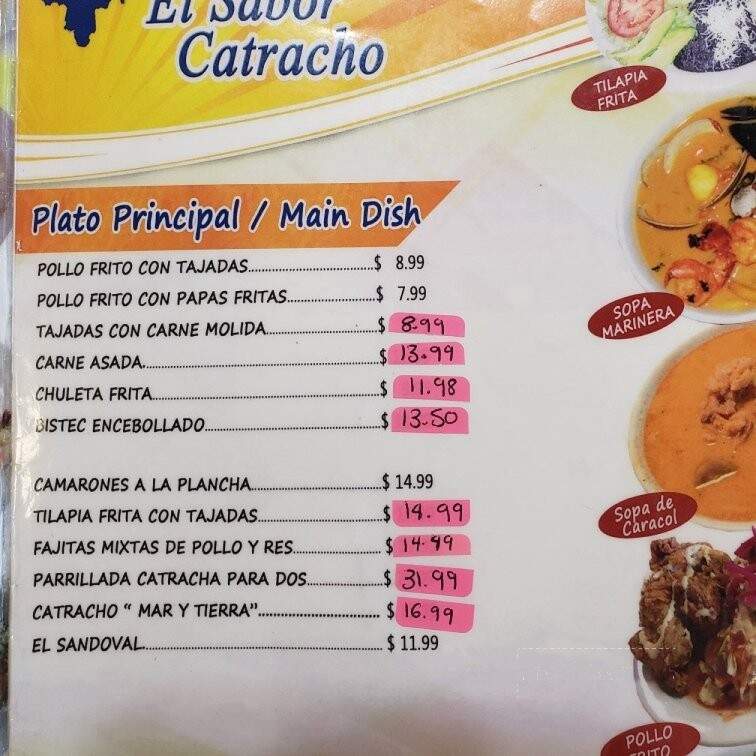 El Sabor
Catracho
Plato Principal / Main Dish
POLLO FRITO CON TAJADAS.....$ 8.99
POLLO FRITO CON PAPAS FRITAS.....$ 7.99
TAJADAS CON CARNE MOLIDA.....$ 8.99
CARNE ASADA.....$ 13.99
CHULETA FRITA.....$ 11.98
BISTEC ENCEBOLLADO.....$ 13.50
CAMARONES A LA PLANCHA.....$ 14.99
TILAPIA FRITA CON TAJADAS.....$ 14.99
FAJITAS MIXTAS DE POLLO Y RES.....$ 14.99
PARRILLADA CATRACHA PARA DOS.....$ 31.99
CATRACHO “ MAR Y TIERRA”..... $ 16.99
EL SANDOVAL.....$ 11.99
TILAPIA
FRITA
SOPA
MARINERA
Sopa de
Caracol
POLLO
FRITO